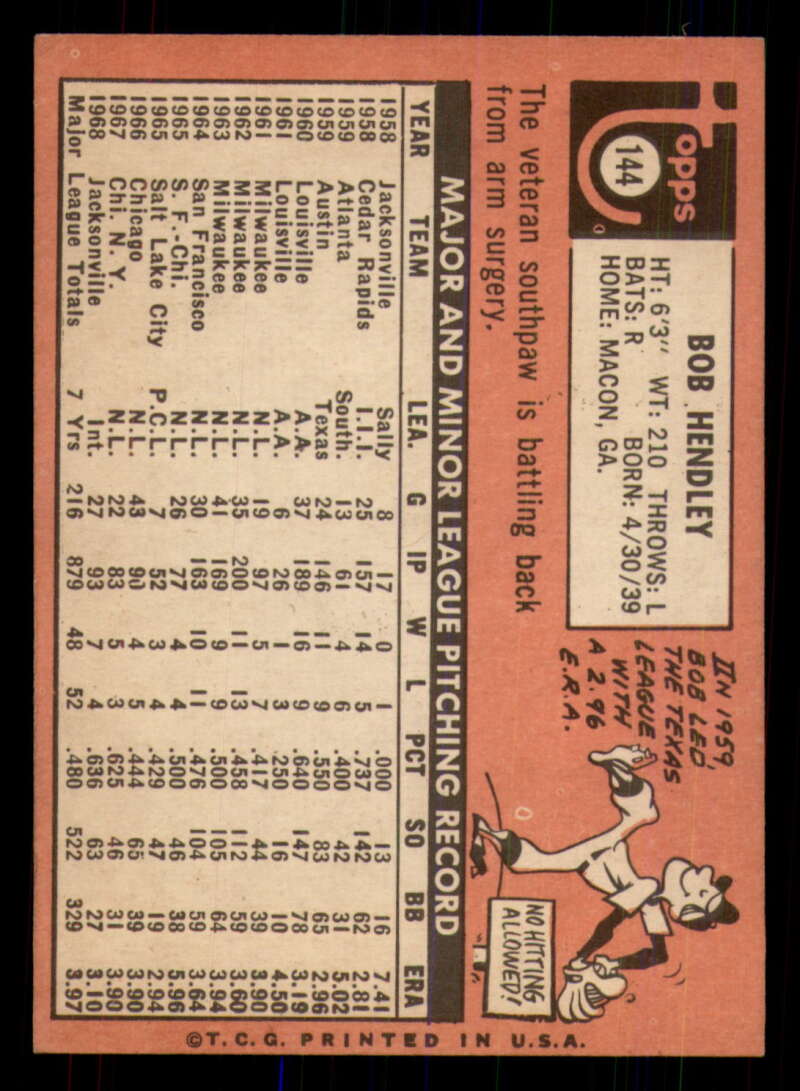 Topps
144
BOB HENDLEY
HT: 6'3" WT: 210 THROWS: L
BATS: R BORN: 4/30/39
HOME: MACON, GA.
IN 1959,
BOB LED,
THE TEXAS
LEAGUE
WITH
A 2.96
E.R.A.
NO HITTING
ALLOWED!
The veteran southpaw is battling back
from arm surgery.
MAJOR AND MINOR LEAGUE PITCHING RECORD
YEAR TEAM LEA. G IP W L PCT SO BB ERA
1958 Jacksonville Sally 8 17 0 1 .000 13 16 7.41
1958 Cedar Rapids I.I.I. 25 157 14 5 .737 142 62 2.81
1959 Atlanta South. 13 61 4 6 .400 42 31 5.02
1959 Austin Texas 24 146 11 9 .550 83 65 2.96
1960 Louisville A.A. 37 189 16 9 .640 147 78 3.19
1961 Louisville A.A. 6 26 1 3 .250 16 10 4.50
1961 Milwaukee N.L. 19 97 5 7 .417 44 39 3.90
1962 Milwaukee N.L. 35 200 11 13 .458 112 59 3.60
1963 Milwaukee N.L. 41 169 9 9 .500 105 64 3.94
1964 San Francisco N.L. 30 163 10 11 .476 104 59 3.64
1965 S. F.-Chi. N.L. 26 77 4 4 .500 46 38 5.96
1965 Salt Lake City P.C.L. 7 52 3 4 .429 47 19 2.94
1966 Chicago N.L. 43 90 4 5 .444 65 39 3.90
1967 Chi. N. Y. N.L. 22 83 5 3 .625 46 31 3.90
1968 Jacksonville Int. 27 93 7 4 .636 63 27 3.10
Major League Totals 7 Yrs 216 879 48 52 .480 522 329 3.97
©T.C.G. PRINTED IN U.S.A.